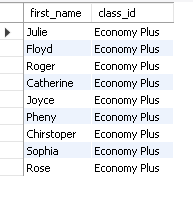 first_name class_id
Julie Economy Plus
Floyd Economy Plus
Roger Economy Plus
Catherine Economy Plus
Joyce Economy Plus
Pheny Economy Plus
Chirstoper Economy Plus
Sophia Economy Plus
Rose Economy Plus